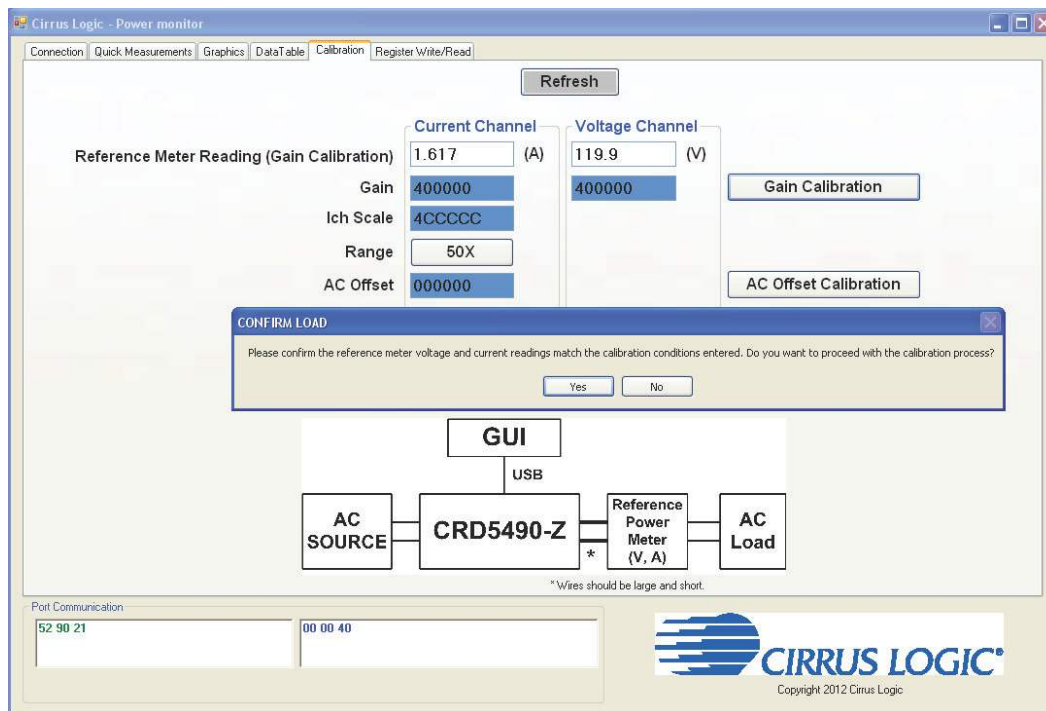 Cirrus Logic - Power monitor
Connection Quick Measurements Graphics DataTable Calibration Register Write/Read
Refresh
Current Channel Voltage Channel
Reference Meter Reading (Gain Calibration) 1.617 (A) 119.9 (V)
Gain 400000 400000 Gain Calibration
Ich Scale 4CCCCC
Range 50X
AC Offset 000000 AC Offset Calibration
CONFIRM LOAD
Please confirm the reference meter voltage and current readings match the calibration conditions entered. Do you want to proceed with the calibration process?
Yes No
GUI
USB
AC
SOURCE
CRD5490-Z
*
Reference
Power
Meter
(V, A)
AC
Load
* Wires should be large and short.
Port Communication
52 90 21 00 00 40
CIRRUS LOGIC®
Copyright 2012 Cirrus Logic